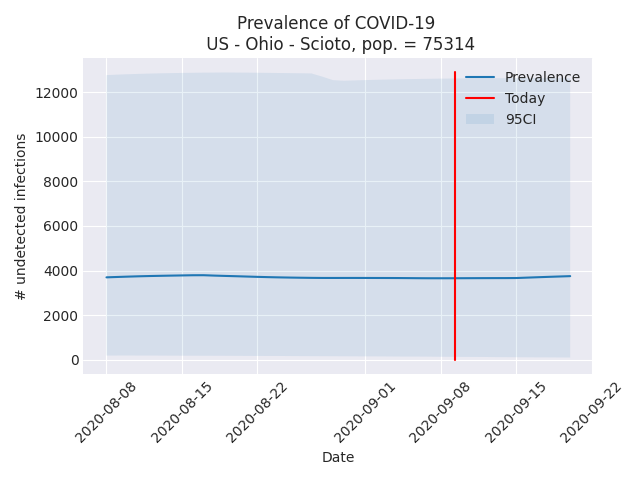 Prevalence of COVID-19
US - Ohio - Scioto, pop. = 75314
Prevalence
Today
95CI
12000
10000
8000
6000
4000
2000
0
# undetected infections
2020-08-08
2020-08-15
2020-08-22
2020-09-01
2020-09-08
2020-09-15
2020-09-22
Date